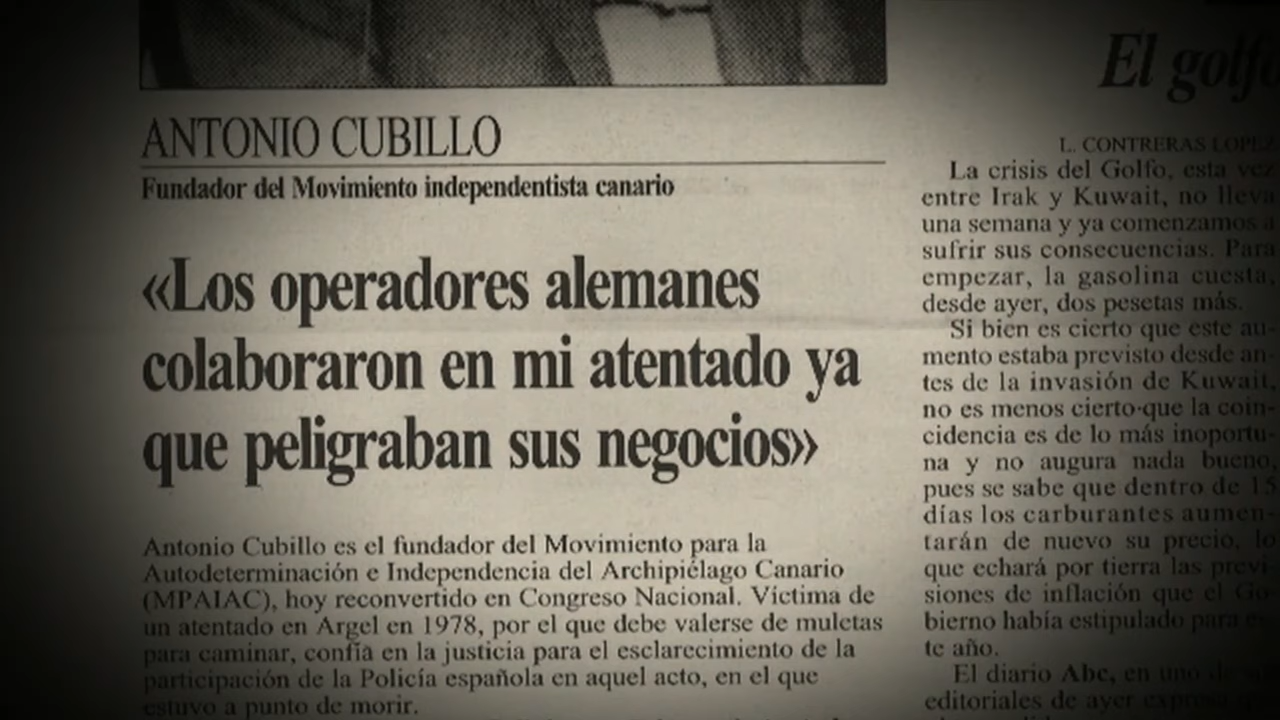 ANTONIO CUBILLO
Fundador del Movimiento independentista canario
«Los operadores alemanes
colaboraron en mi atentado ya
que peligraban sus negocios»
Antonio Cubillo es el fundador del Movimiento para la
Autodeterminación e Independencia del Archipiélago Canario
(MPAIAC), hoy reconvertido en Congreso Nacional. Víctima de
un atentado en Argel en 1978, por el que debe valerse de muletas
para caminar, confía en la justicia para el esclarecimiento de la
participación de la Policía española en aquel acto, en el que
estuvo a punto de morir.
El golfo
L. CONTRERAS LOPEZ
La crisis del Golfo, esta vez
entre Irak y Kuwait, no lleva
una semana y ya comenzamos a
sufrir sus consecuencias. Para
empezar, la gasolina cuesta,
desde ayer, dos pesetas más.
Si bien es cierto que este au-
mento estaba previsto desde an-
tes de la invasión de Kuwait,
no es menos cierto que la coin-
cidencia es de lo más inoportu-
na y no augura nada bueno,
pues se sabe que dentro de 15
días los carburantes aumen-
tarán de nuevo su precio, lo
que echará por tierra las previ-
siones de inflación que el Go-
bierno había estipulado para es-
te año.
El diario Abc, en uno de
editoriales de ayer expresa